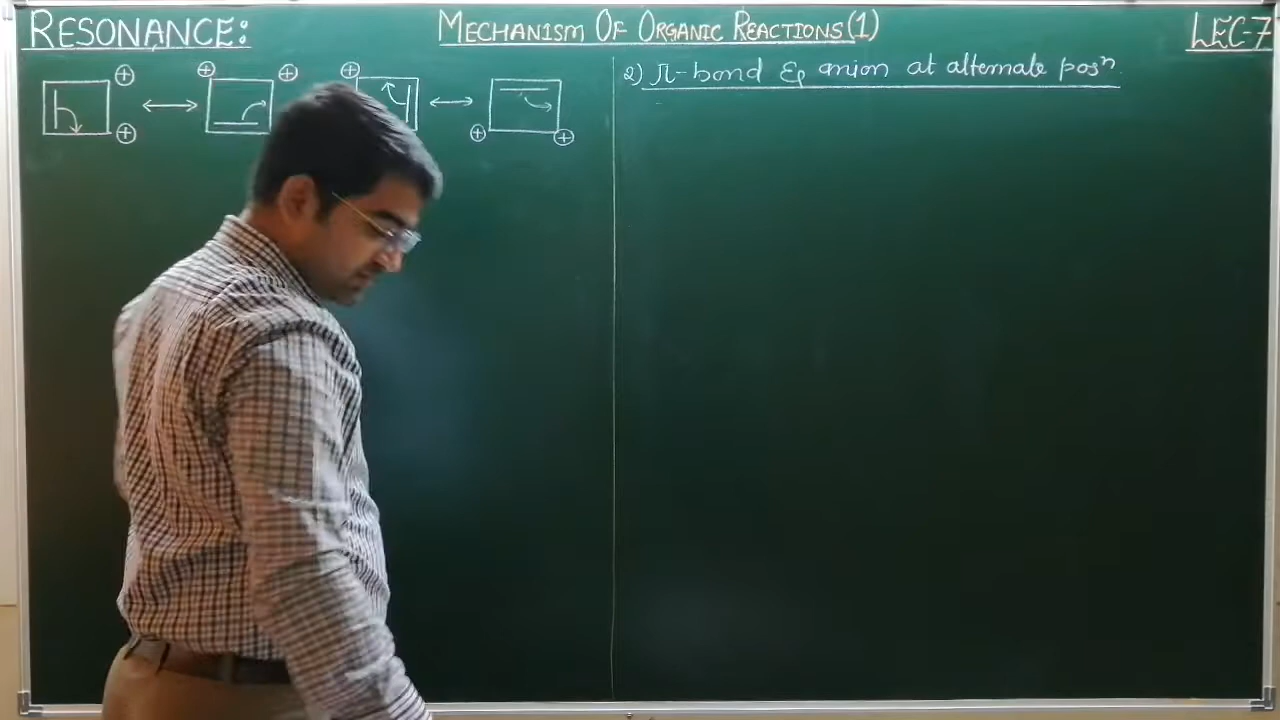 RESONANCE:
MECHANISM OF ORGANIC REACTIONS(1)
LEC-7
⊕ ⊕ ⊕ ⊕
⊕ ⊕ ⊕
2) π-bond & anion at alternate posⁿ